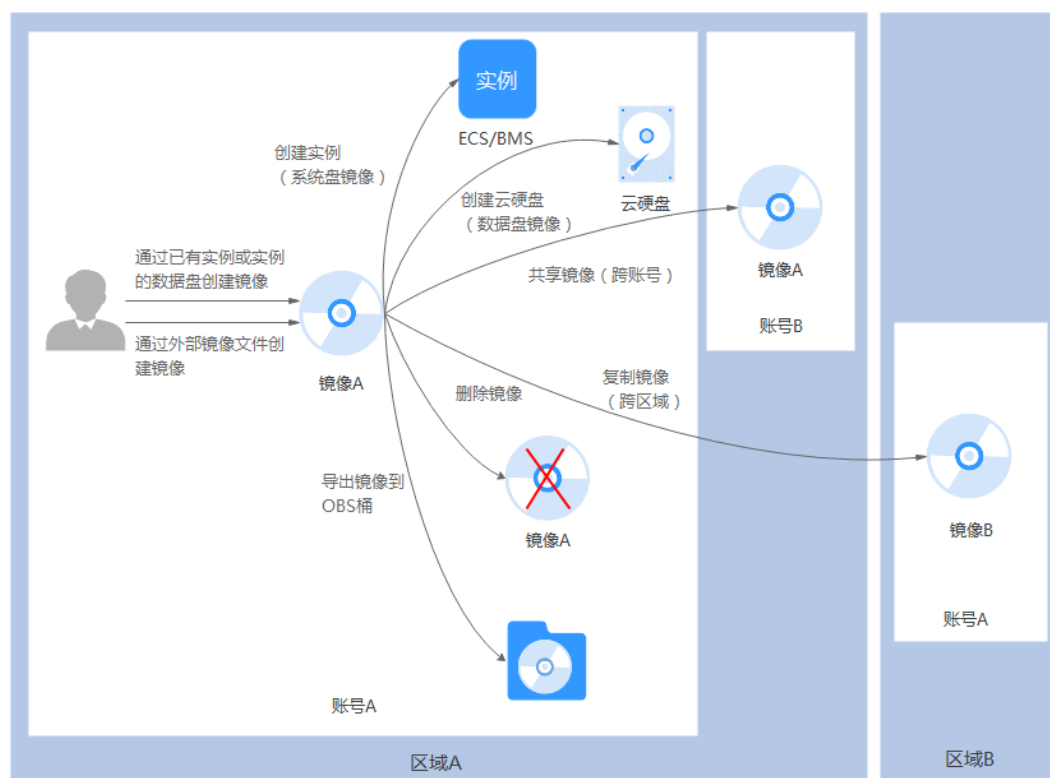 实例
ECS/BMS
创建实例
（系统盘镜像）
云硬盘
创建云硬盘
（数据盘镜像）
镜像A
账号B
通过已有实例或实例
的数据盘创建镜像
共享镜像（跨账号）
通过外部镜像文件创
建镜像
镜像A
复制镜像
（跨区域）
删除镜像
导出镜像到
OBS桶
镜像A
镜像B
账号A
账号A
区域A
区域B